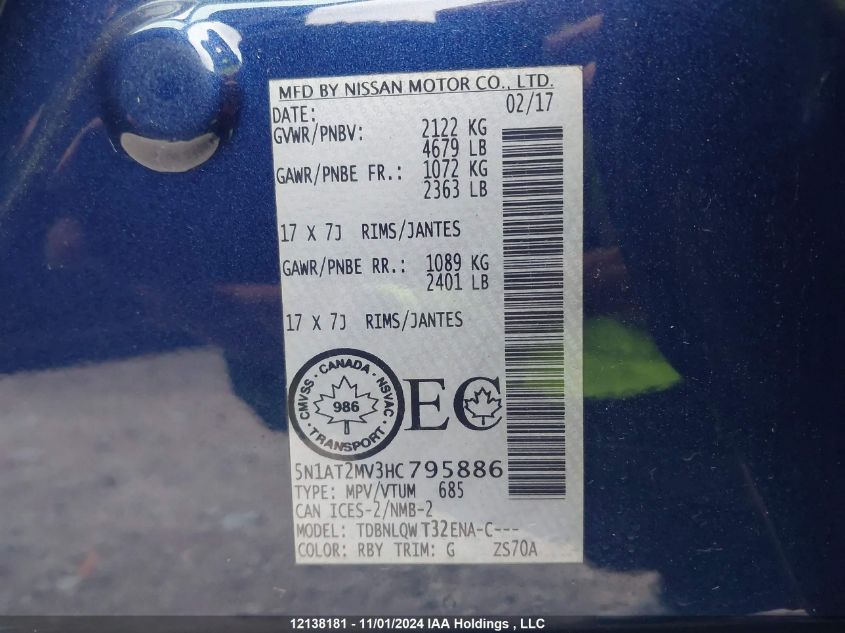 MFD BY NISSAN MOTOR CO., LTD.
DATE: 02/17
GVWR/PNBV: 2122 KG
4679 LB
GAWR/PNBE FR.: 1072 KG
2363 LB
17 X 7J RIMS/JANTES
GAWR/PNBE RR.: 1089 KG
2401 LB
17 X 7J RIMS/JANTES
CMVSS · CANADA · NSVAC · TRANSPORT ·
986
EC
5N1AT2MV3HC795886
TYPE: MPV/VTUM 685
CAN ICES-2/NMB-2
MODEL: TDBNLQW T32ENA-C---
COLOR: RBY TRIM: G ZS70A
12138181 - 11/01/2024 IAA Holdings , LLC